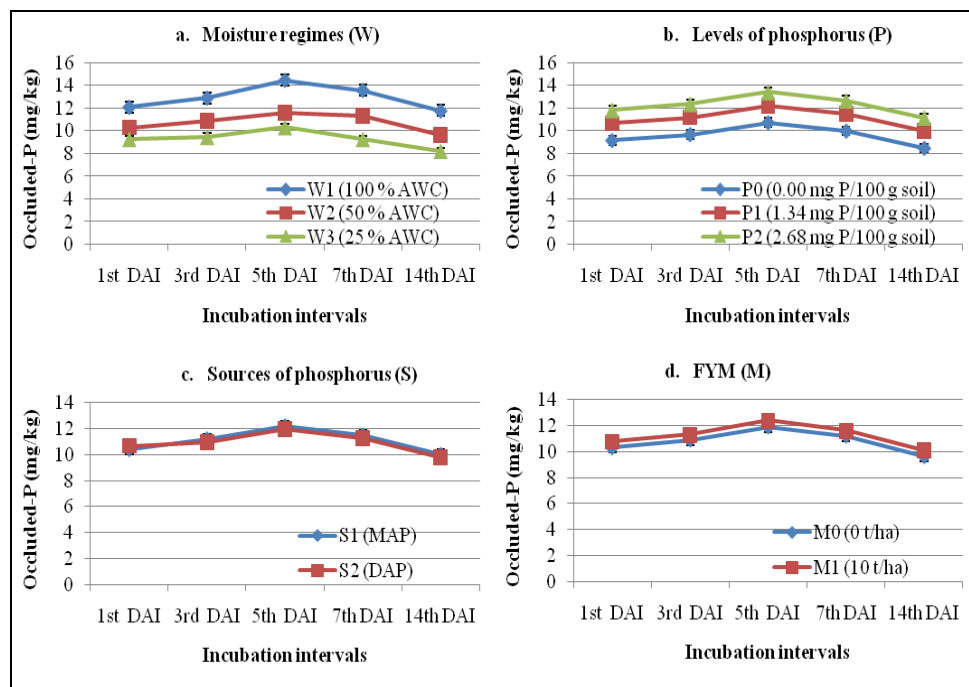 a. Moisture regimes (W)
Occluded-P (mg/kg)
16
14
12
10
8
6
4
2
0
W1 (100 % AWC)
W2 (50 % AWC)
W3 (25 % AWC)
1st DAI 3rd DAI 5th DAI 7th DAI 14th DAI
Incubation intervals
b. Levels of phosphorus (P)
Occluded-P (mg/kg)
16
14
12
10
8
6
4
2
0
P0 (0.00 mg P/100 g soil)
P1 (1.34 mg P/100 g soil)
P2 (2.68 mg P/100 g soil)
1st DAI 3rd DAI 5th DAI 7th DAI 14th DAI
Incubation intervals
c. Sources of phosphorus (S)
Occluded-P (mg/kg)
14
12
10
8
6
4
2
0
S1 (MAP)
S2 (DAP)
1st DAI 3rd DAI 5th DAI 7th DAI 14th DAI
Incubation intervals
d. FYM (M)
Occluded-P (mg/kg)
14
12
10
8
6
4
2
0
M0 (0 t/ha)
M1 (10 t/ha)
1st DAI 3rd DAI 5th DAI 7th DAI 14th DAI
Incubation intervals